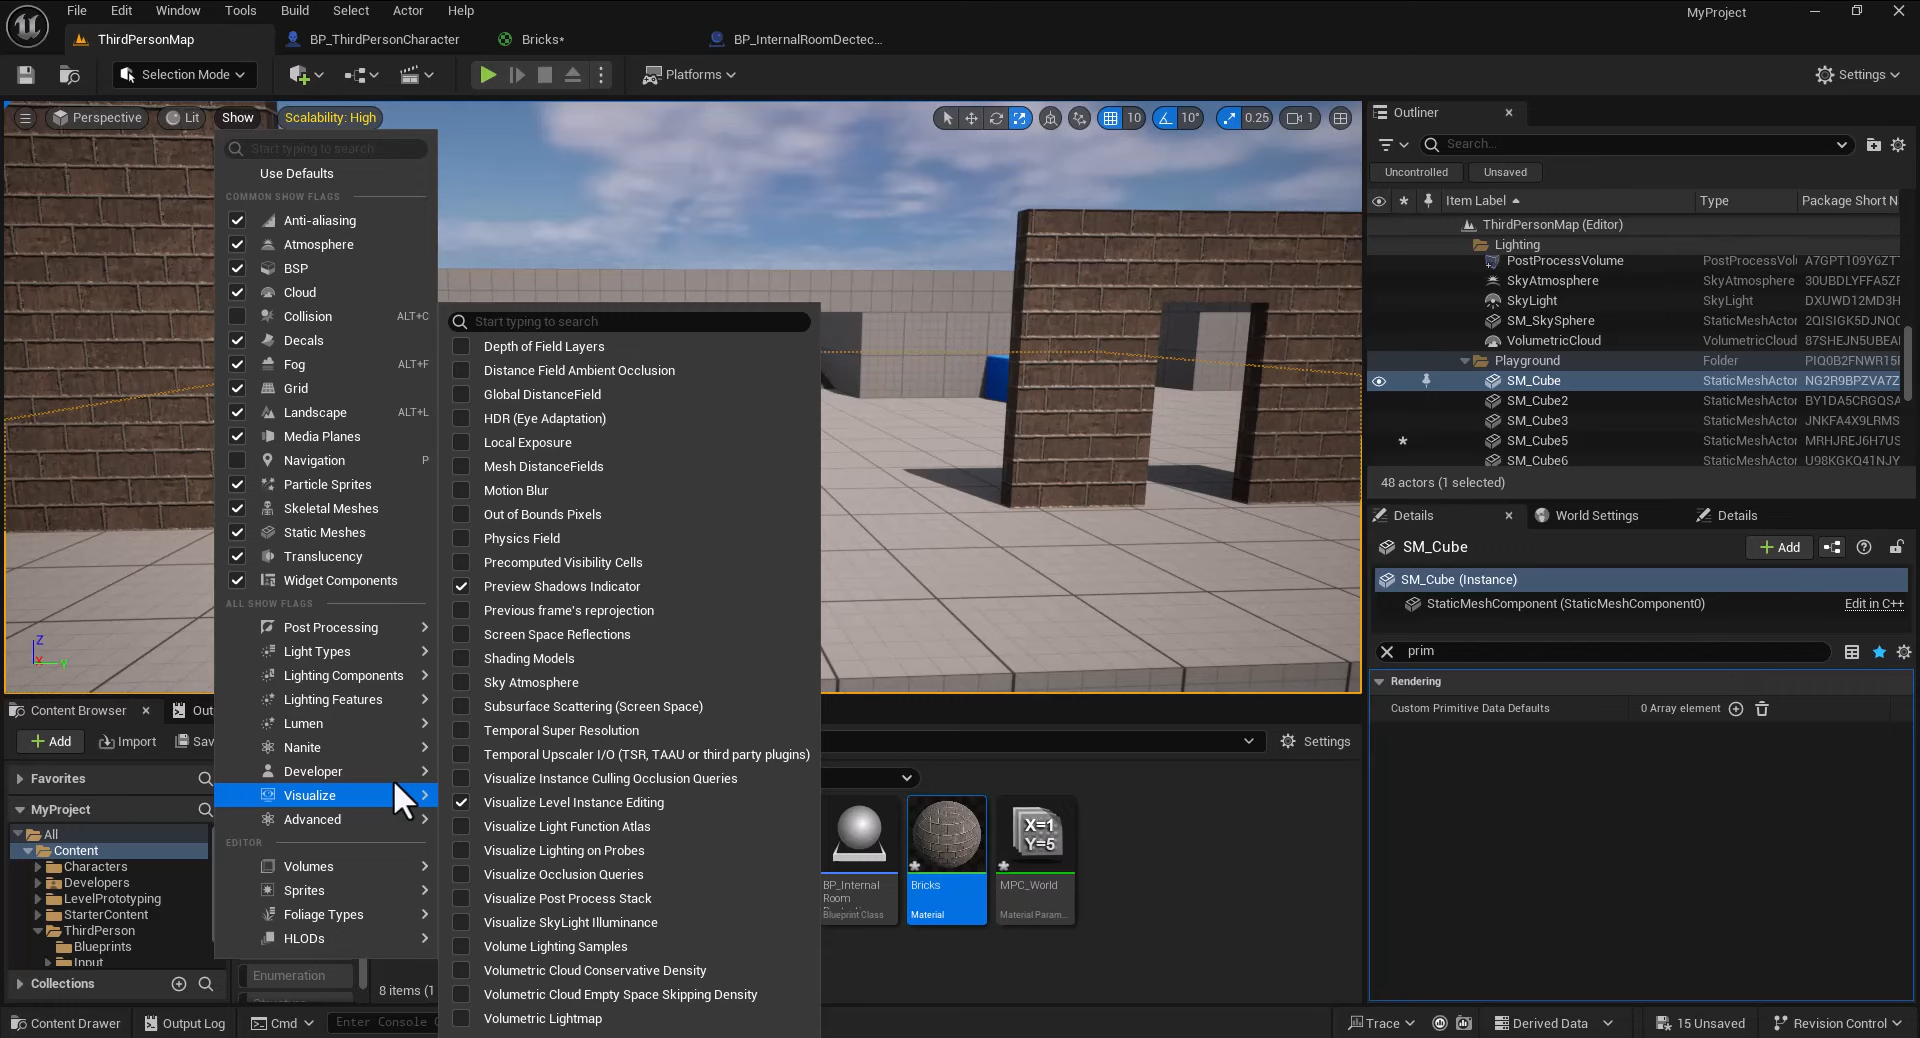 File Edit Window Tools Build Select Actor Help
MyProject
ThirdPersonMap
BP_ThirdPersonCharacter
Bricks*
BP_InternalRoomDectec...
Selection Mode
Platforms
Settings
Perspective
Lit
Show
Scalability: High
10
10°
0.25
1
Start typing to search
Use Defaults
COMMON SHOW FLAGS
Anti-aliasing
Atmosphere
BSP
Cloud
Collision ALT+C
Decals
Fog ALT+F
Grid
Landscape ALT+L
Media Planes
Navigation P
Particle Sprites
Skeletal Meshes
Static Meshes
Translucency
Widget Components
ALL SHOW FLAGS
Post Processing
Light Types
Lighting Components
Lighting Features
Lumen
Nanite
Developer
Visualize
Advanced
EDITOR
Volumes
Sprites
Foliage Types
HLODs
Start typing to search
Depth of Field Layers
Distance Field Ambient Occlusion
Global DistanceField
HDR (Eye Adaptation)
Local Exposure
Mesh DistanceFields
Motion Blur
Out of Bounds Pixels
Physics Field
Precomputed Visibility Cells
Preview Shadows Indicator
Previous frame's reprojection
Screen Space Reflections
Shading Models
Sky Atmosphere
Subsurface Scattering (Screen Space)
Temporal Super Resolution
Temporal Upscaler I/O (TSR, TAAU or third party plugins)
Visualize Instance Culling Occlusion Queries
Visualize Level Instance Editing
Visualize Light Function Atlas
Visualize Lighting on Probes
Visualize Occlusion Queries
Visualize Post Process Stack
Visualize SkyLight Illuminance
Volume Lighting Samples
Volumetric Cloud Conservative Density
Volumetric Cloud Empty Space Skipping Density
Volumetric Lightmap
Z
X
Y
Outliner
Search...
Uncontrolled
Unsaved
Item Label Type Package Short N
ThirdPersonMap (Editor)
Lighting
PostProcessVolume PostProcessVolu A7GPT109Y6ZT
SkyAtmosphere SkyAtmosphere 30UBDLYFFA5ZF
SkyLight SkyLight DXUWD12MD3H
SM_SkySphere StaticMeshActor 2QISIGK5DJNQ
VolumetricCloud VolumetricCloud 87SHEJN5UBEA
Playground Folder PIQ0B2FNWR15
SM_Cube StaticMeshActor NG2R9BPZVA7Z
SM_Cube2 StaticMeshActor BY1DA5CRGQSA
SM_Cube3 StaticMeshActor JNKFA4X9LRMS
SM_Cube5 StaticMeshActor MRHJREJ6H7US
SM_Cube6 StaticMeshActor U98KGKQ41NJY
48 actors (1 selected)
Details
World Settings
Details
SM_Cube
Add
SM_Cube (Instance)
StaticMeshComponent (StaticMeshComponent0)
Edit in C++
prim
Rendering
Custom Primitive Data Defaults
0 Array element
Content Browser
Out
Add
Import
Sav
Settings
Favorites
MyProject
All
Content
Characters
Developers
LevelPrototyping
StarterContent
ThirdPerson
Blueprints
Input
Collections
Enumeration
8 items (1
BP_Internal
Room
Blueprint Class
Bricks
Material
X=1
Y=5
MPC_World
Material Param...
Content Drawer
Output Log
Cmd
Enter Console C
Trace
Derived Data
15 Unsaved
Revision Control